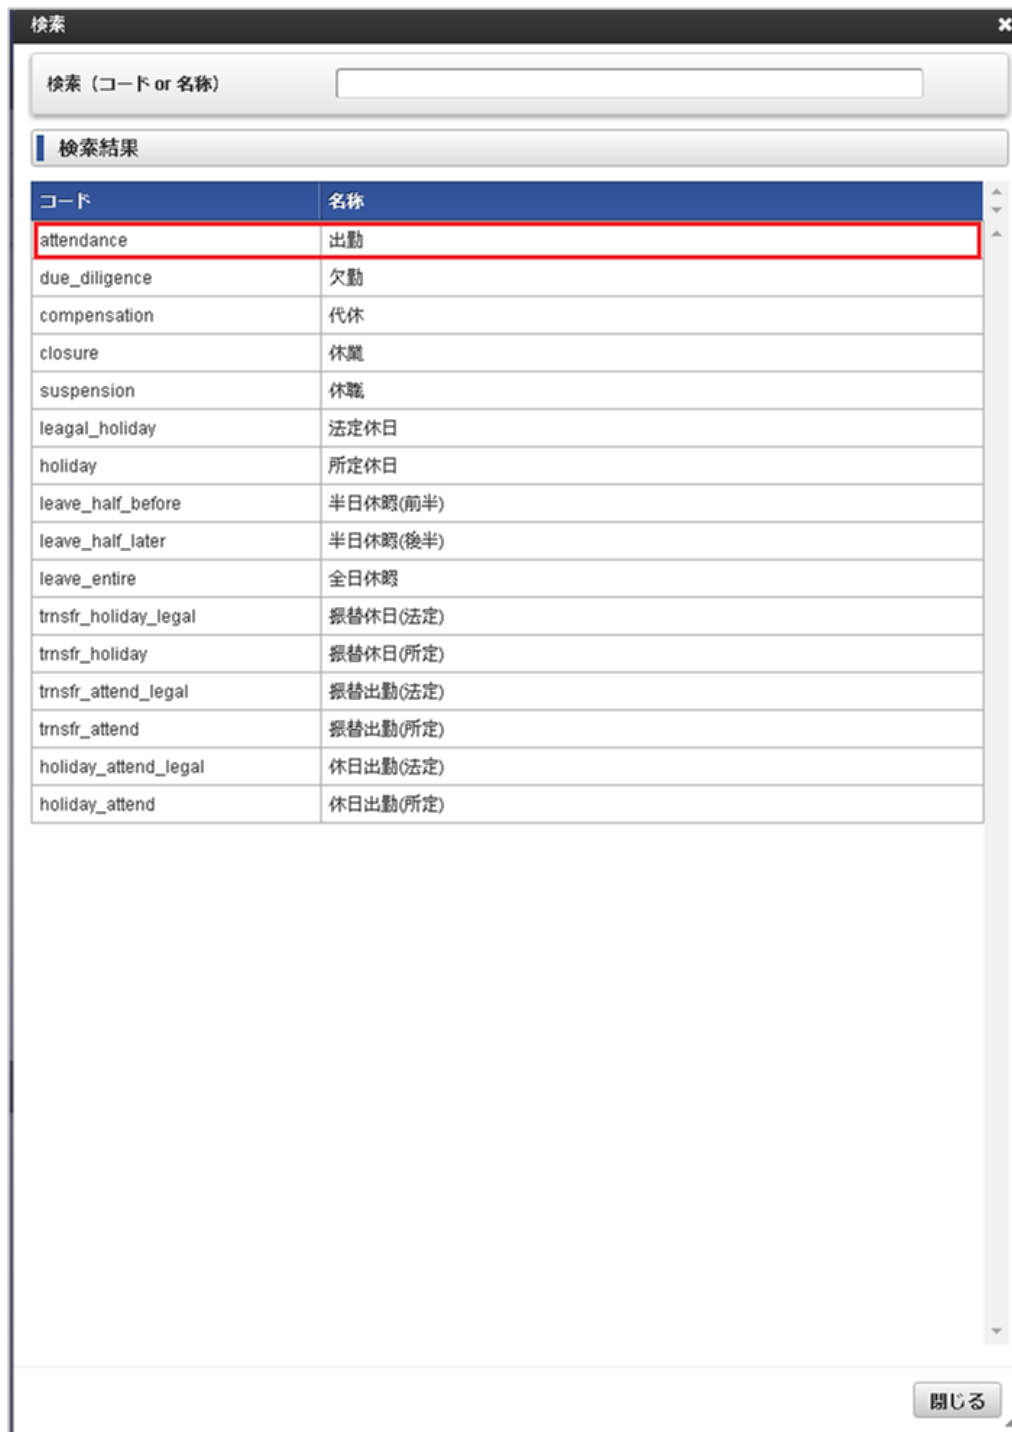 検索
検索（コード or 名称）
検索結果
コード 名称
attendance 出勤
due_diligence 欠勤
compensation 代休
closure 休業
suspension 休職
leagal_holiday 法定休日
holiday 所定休日
leave_half_before 半日休暇(前半)
leave_half_later 半日休暇(後半)
leave_entire 全日休暇
trnsfr_holiday_legal 振替休日(法定)
trnsfr_holiday 振替休日(所定)
trnsfr_attend_legal 振替出勤(法定)
trnsfr_attend 振替出勤(所定)
holiday_attend_legal 休日出勤(法定)
holiday_attend 休日出勤(所定)
閉じる